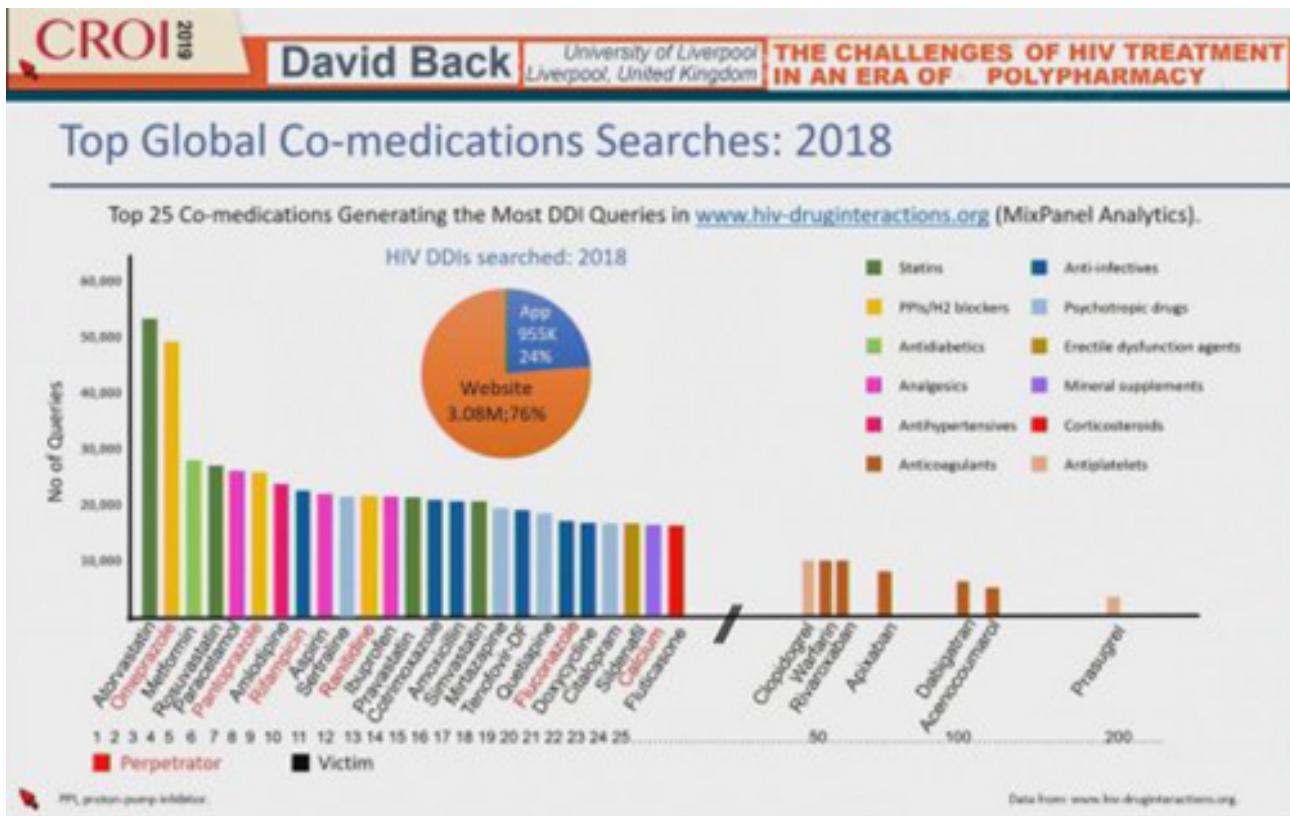 CROI 2019
David Back
University of Liverpool
Liverpool, United Kingdom
THE CHALLENGES OF HIV TREATMENT
IN AN ERA OF POLYPHARMACY
Top Global Co-medications Searches: 2018
Top 25 Co-medications Generating the Most DDI Queries in www.hiv-druginteractions.org (MixPanel Analytics).
HIV DDIs searched: 2018
App
955K
24%
Website
3.08M;76%
Statins
PPIs/H2 blockers
Antidiabetics
Analgesics
Antihypertensives
Anticoagulants
Anti-infectives
Psychotropic drugs
Erectile dysfunction agents
Mineral supplements
Corticosteroids
Antiplatelets
No of Queries
60,000
50,000
40,000
30,000
20,000
10,000
Atorvastatin
Omeprazole
Metformin
Rosuvastatin
Paracetamol
Pantoprazole
Amlodipine
Rifampicin
Aspirin
Sertraline
Ranitidine
Ibuprofen
Pravastatin
Cotrimoxazole
Amoxicillin
Simvastatin
Mirtazapine
Tenofovir-DF
Quetiapine
Fluconazole
Doxycycline
Citalopram
Sildenafil
Calcium
Fluticasone
Clopidogrel
Warfarin
Rivaroxaban
Apixaban
Dabigatran
Acenocoumarol
Prasugrel
1 2 3 4 5 6 7 8 9 10 11 12 13 14 15 16 17 18 19 20 21 22 23 24 25 50 100 200
Perpetrator
Victim
PPI, proton-pump inhibitor.
Data from www.hiv-druginteractions.org.